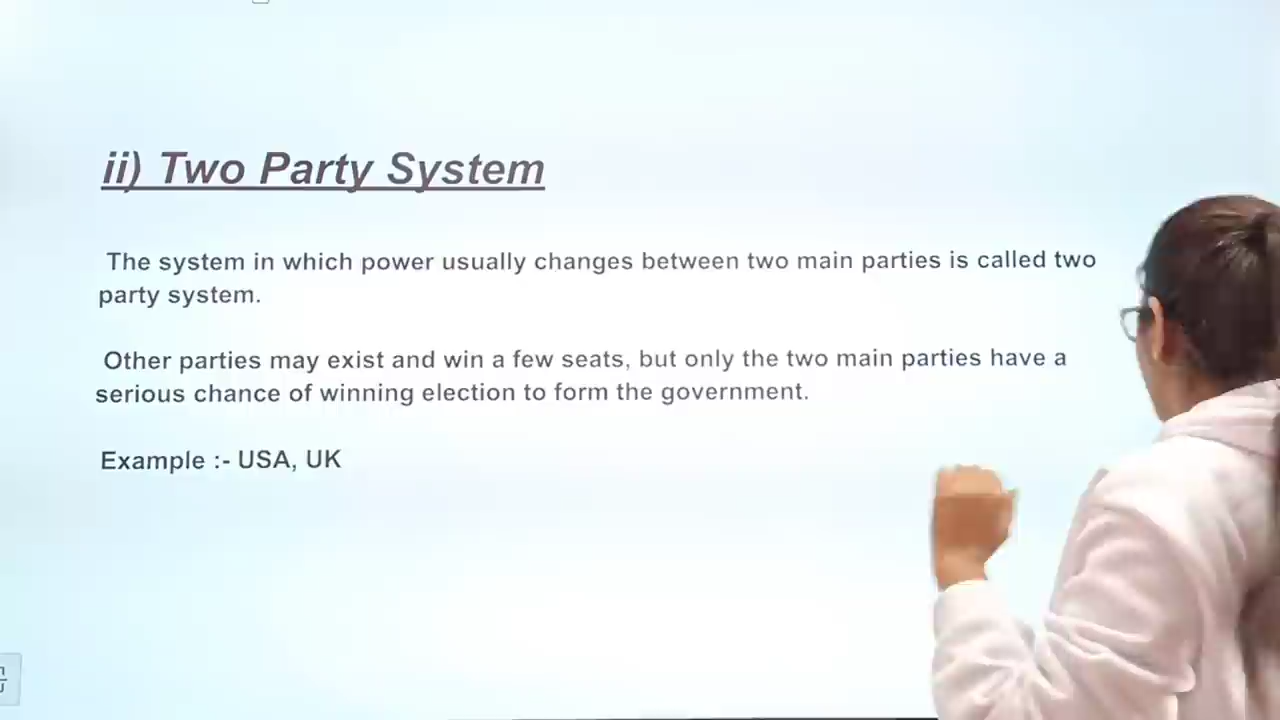 ii) Two Party System
The system in which power usually changes between two main parties is called two
party system.
Other parties may exist and win a few seats, but only the two main parties have a
serious chance of winning election to form the government.
Example :- USA, UK